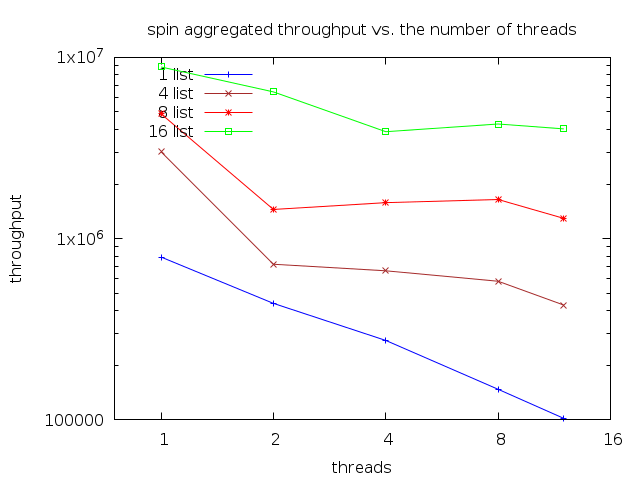 spin aggregated throughput vs. the number of threads
1x10^7
1x10^6
100000
throughput
1 list
4 list
8 list
16 list
1 2 4 8 16
threads